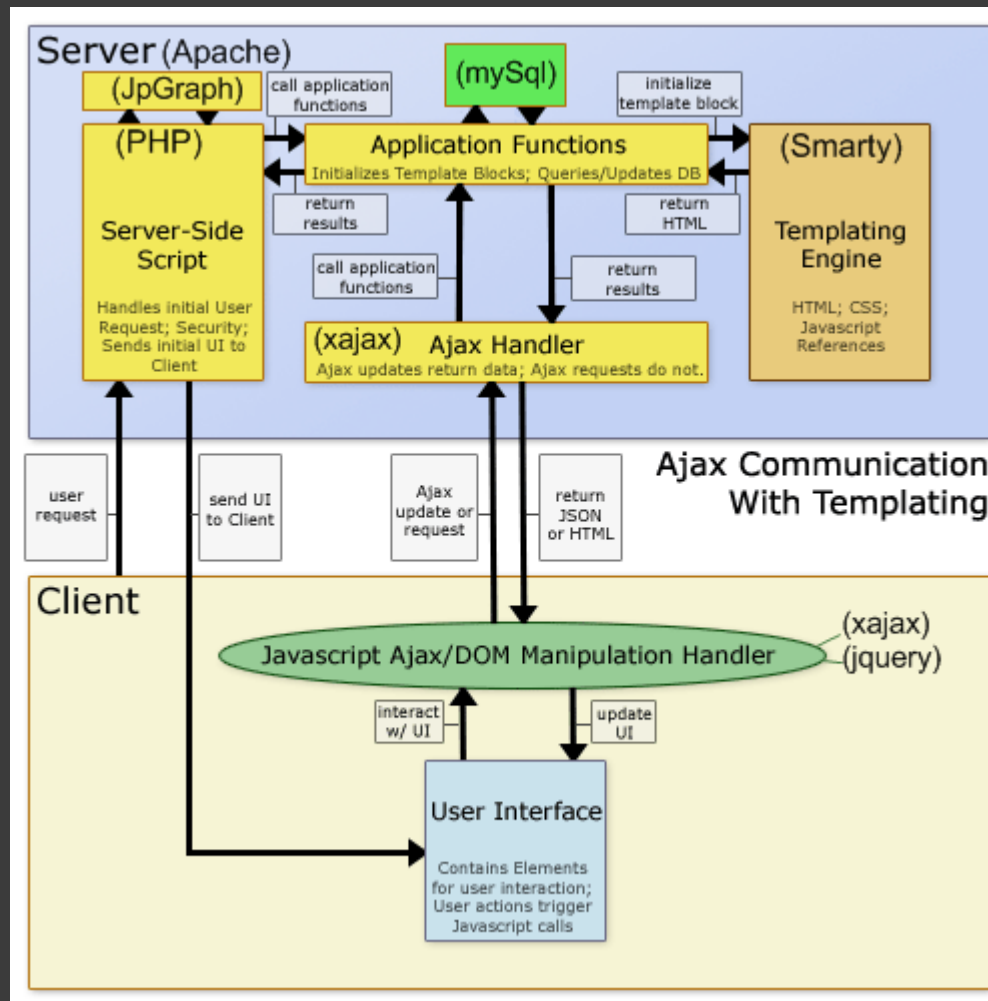 Server (Apache)
(JpGraph)
call application
functions
(mySql)
initialize
template block
(PHP)
Application Functions
Initializes Template Blocks; Queries/Updates DB
(Smarty)
return
results
return
HTML
Server-Side
Script
Templating
Engine
call application
functions
return
results
Handles initial User
Request; Security;
Sends initial UI to
Client
HTML; CSS;
Javascript
References
(xajax) Ajax Handler
Ajax updates return data; Ajax requests do not.
Ajax Communication
With Templating
user
request
send UI
to Client
Ajax
update or
request
return
JSON
or HTML
Client
(xajax)
(jquery)
Javascript Ajax/DOM Manipulation Handler
interact
w/ UI
update
UI
User Interface
Contains Elements
for user interaction;
User actions trigger
Javascript calls